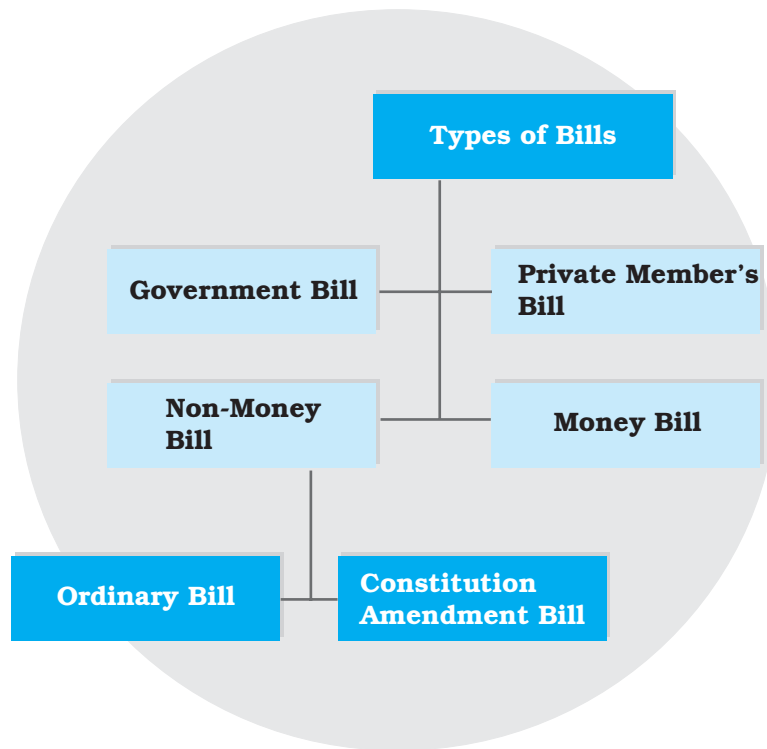 Types of Bills
Government Bill
Private Member's
Bill
Non-Money
Bill
Money Bill
Ordinary Bill
Constitution
Amendment Bill